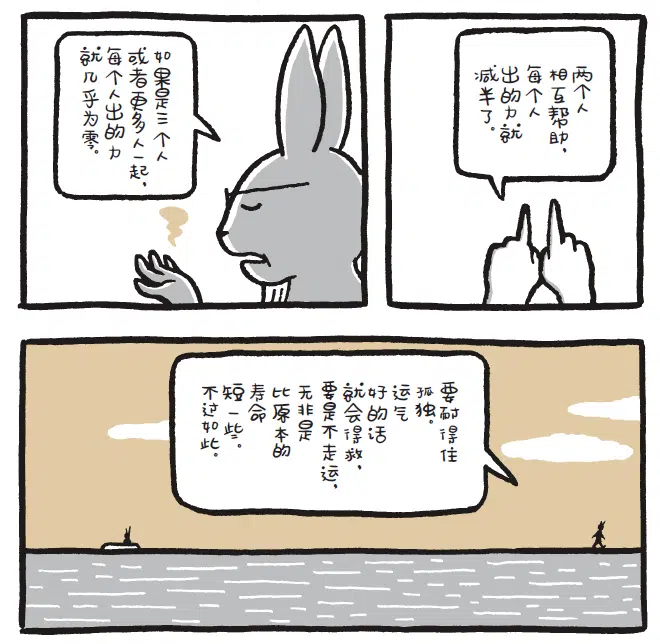 两个人
相互帮助，
每个人
出的力就
减半了。
如果是三个人
或者更多人一起，
每个人出的力
就几乎为零。
要耐得住
孤独。
运气
好的话
就会得救，
要是不走运，
无非是
比原本的
寿命
短一些。
不过如此。